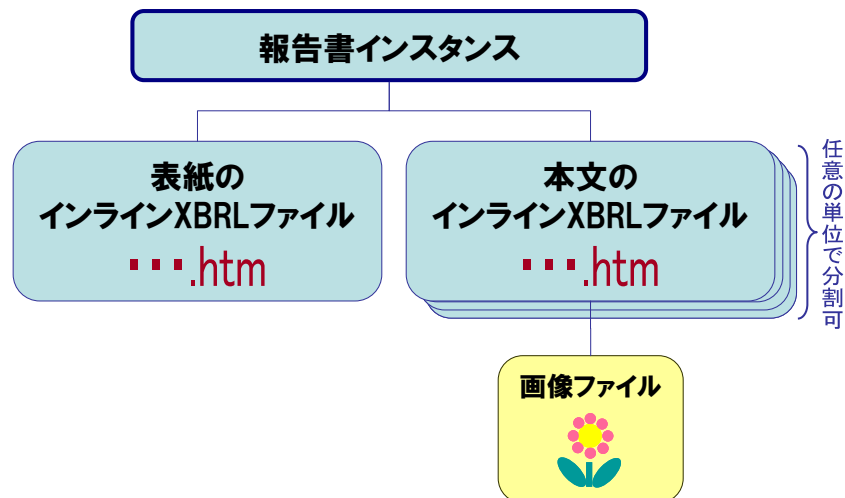 報告書インスタンス
表紙の
インラインXBRLファイル
▪▪▪.htm
本文の
インラインXBRLファイル
▪▪▪.htm
任意の単位で分割可
画像ファイル